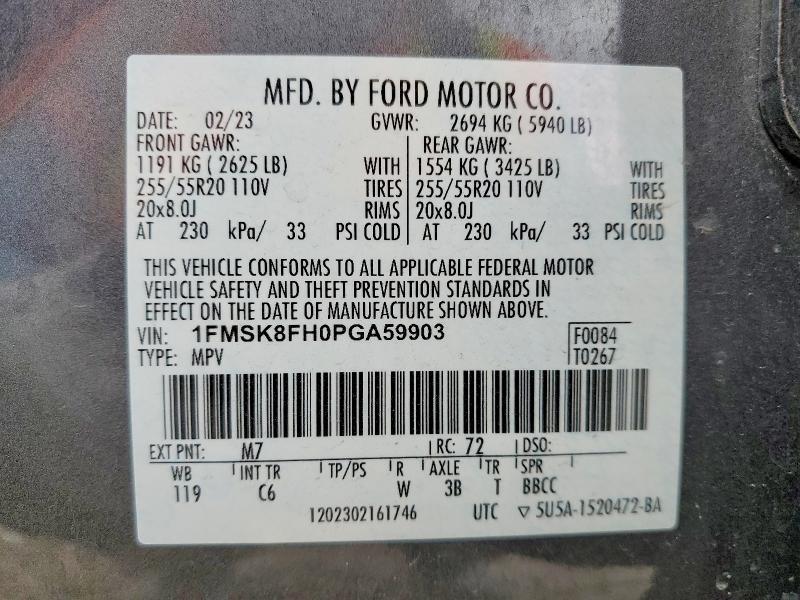 MFD. BY FORD MOTOR CO.
DATE: 02/23 GVWR: 2694 KG ( 5940 LB)
FRONT GAWR: REAR GAWR:
1191 KG ( 2625 LB) WITH 1554 KG ( 3425 LB) WITH
255/55R20 110V TIRES 255/55R20 110V TIRES
20x8.0J RIMS 20x8.0J RIMS
AT 230 kPa/ 33 PSI COLD AT 230 kPa/ 33 PSI COLD
THIS VEHICLE CONFORMS TO ALL APPLICABLE FEDERAL MOTOR
VEHICLE SAFETY AND THEFT PREVENTION STANDARDS IN
EFFECT ON THE DATE OF MANUFACTURE SHOWN ABOVE.
VIN: 1FMSK8FH0PGA59903 F0084
TYPE: MPV T0267
EXT PNT: M7 RC: 72 DSO:
WB INT TR TP/PS R AXLE TR SPR
119 C6 W 3B T BBCC
1202302161746 UTC ▽ 5U5A-1520472-BA